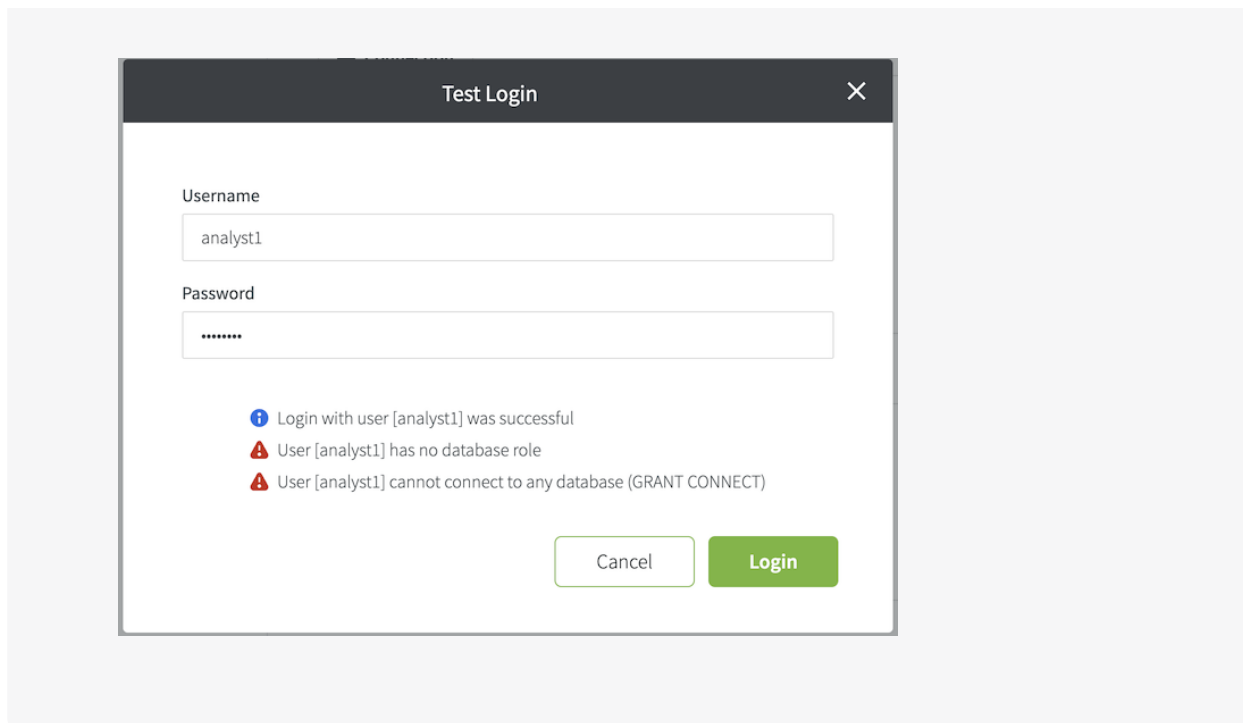 Test Login
Username
analyst1
Password
••••••••
Login with user [analyst1] was successful
User [analyst1] has no database role
User [analyst1] cannot connect to any database (GRANT CONNECT)
Cancel
Login